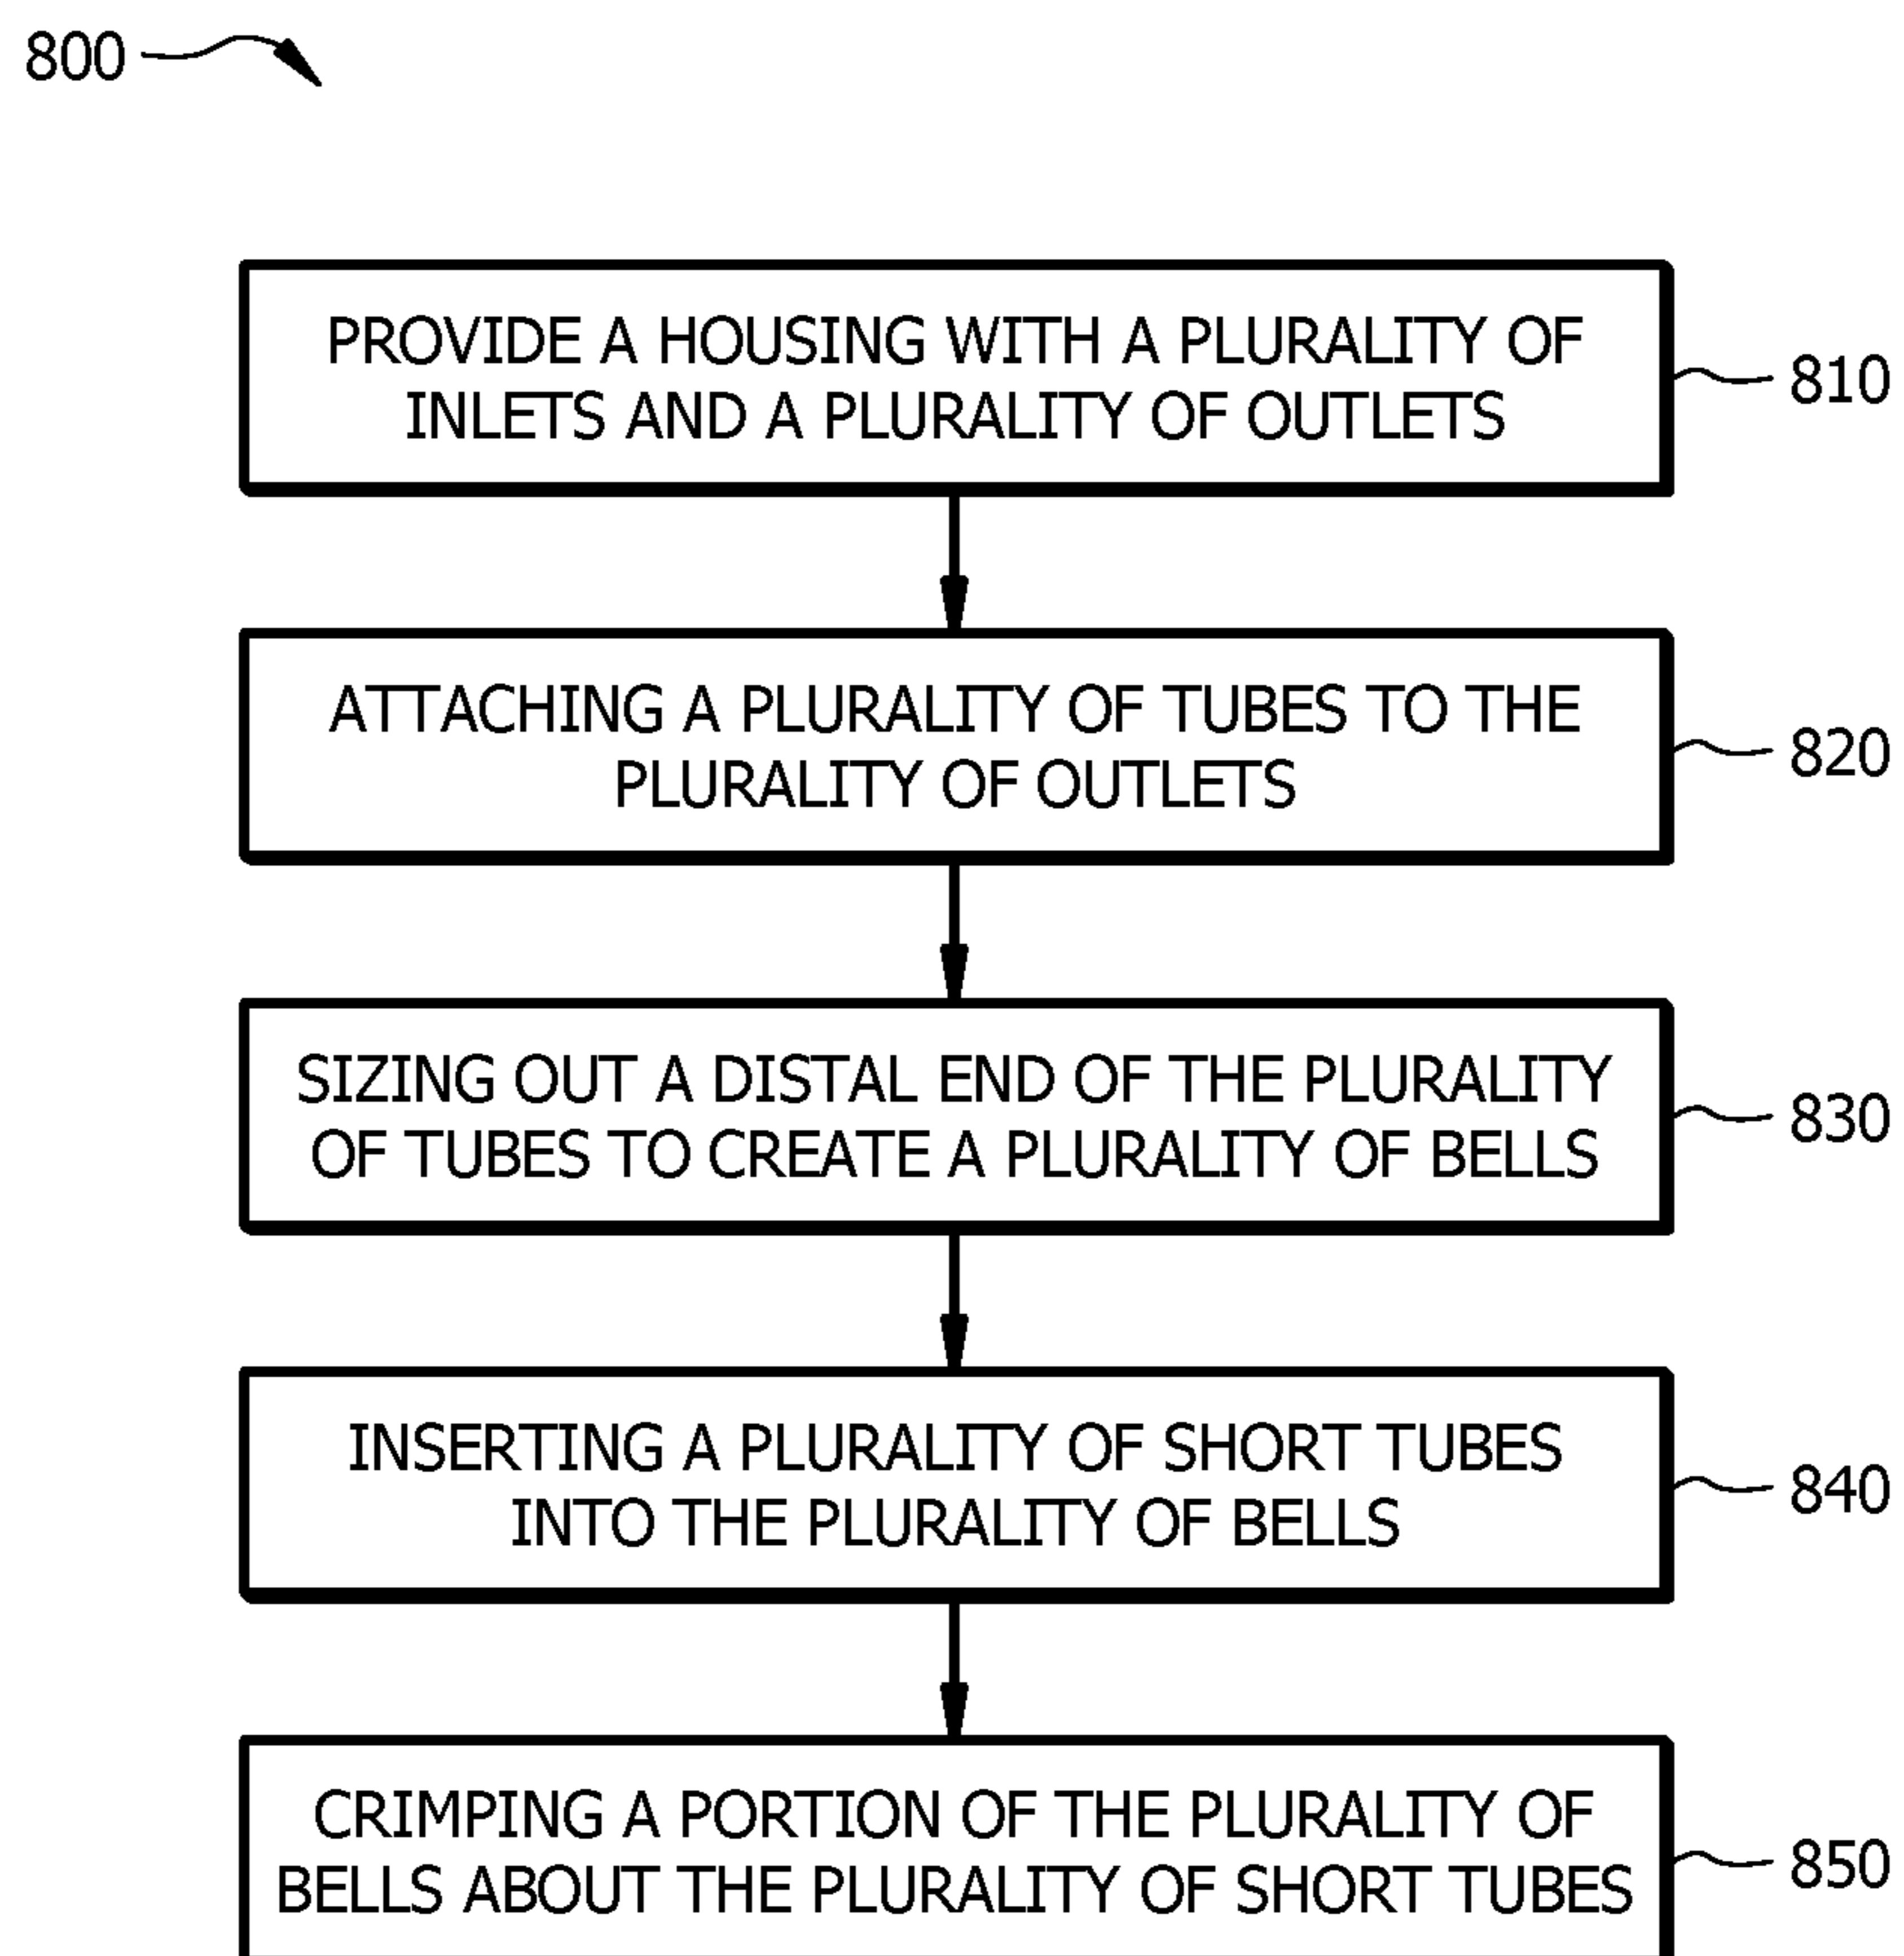 800
PROVIDE A HOUSING WITH A PLURALITY OF
INLETS AND A PLURALITY OF OUTLETS
810
ATTACHING A PLURALITY OF TUBES TO THE
PLURALITY OF OUTLETS
820
SIZING OUT A DISTAL END OF THE PLURALITY
OF TUBES TO CREATE A PLURALITY OF BELLS
830
INSERTING A PLURALITY OF SHORT TUBES
INTO THE PLURALITY OF BELLS
840
CRIMPING A PORTION OF THE PLURALITY OF
BELLS ABOUT THE PLURALITY OF SHORT TUBES
850